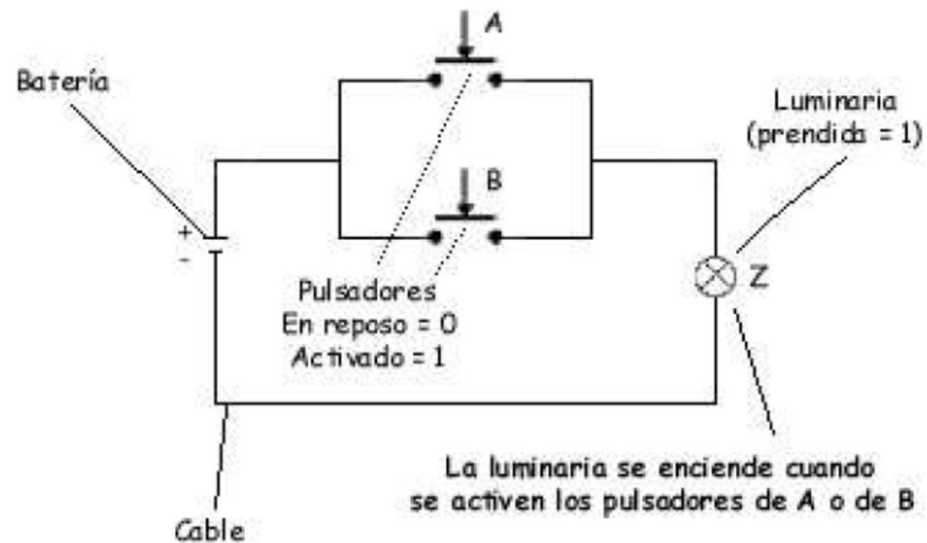 A
Batería
Luminaria
(prendida = 1)
B
+
-
Z
Pulsadores
En reposo = 0
Activado = 1
La luminaria se enciende cuando
se activen los pulsadores de A o de B
Cable